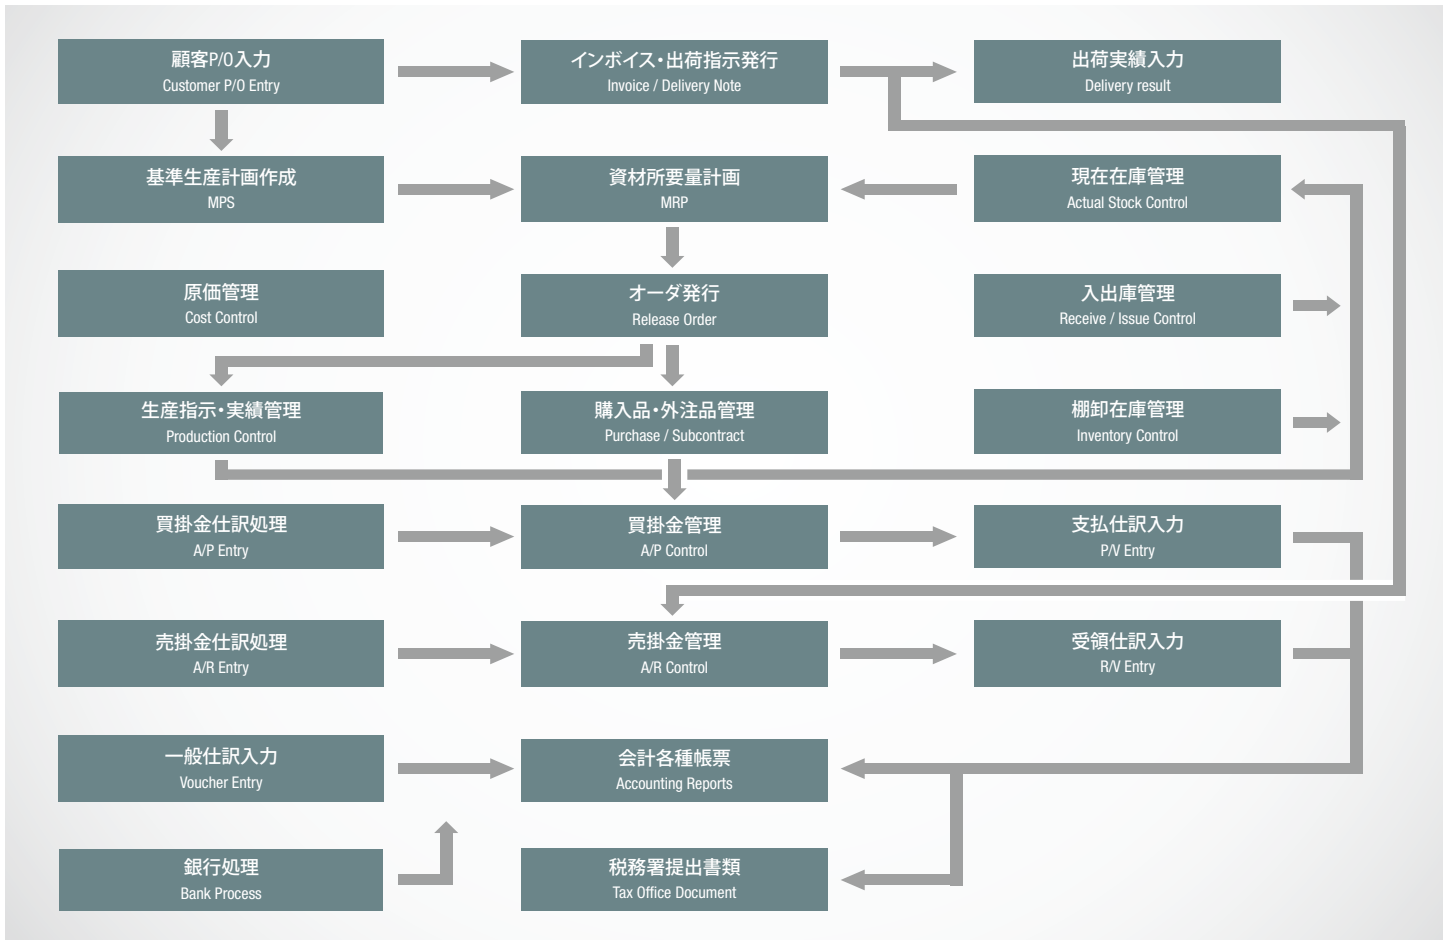 顧客P/O入力
Customer P/O Entry
インボイス・出荷指示発行
Invoice / Delivery Note
出荷実績入力
Delivery result
基準生産計画作成
MPS
資材所要量計画
MRP
現在在庫管理
Actual Stock Control
原価管理
Cost Control
オーダ発行
Release Order
入出庫管理
Receive / Issue Control
生産指示・実績管理
Production Control
購入品・外注品管理
Purchase / Subcontract
棚卸在庫管理
Inventory Control
買掛金仕訳処理
A/P Entry
買掛金管理
A/P Control
支払仕訳入力
P/V Entry
売掛金仕訳処理
A/R Entry
売掛金管理
A/R Control
受領仕訳入力
R/V Entry
一般仕訳入力
Voucher Entry
会計各種帳票
Accounting Reports
銀行処理
Bank Process
税務署提出書類
Tax Office Document